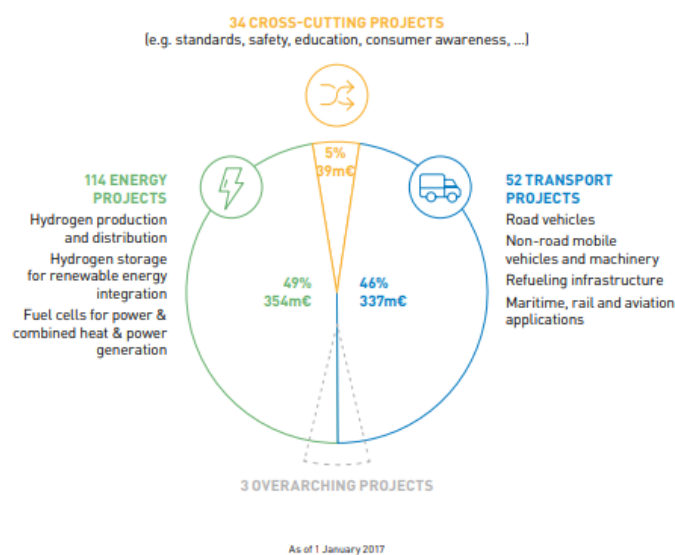 34 CROSS-CUTTING PROJECTS
(e.g. standards, safety, education, consumer awareness, ...)
5%
39m€
114 ENERGY
PROJECTS
Hydrogen production
and distribution
Hydrogen storage
for renewable energy
integration
Fuel cells for power &
combined heat & power
generation
49%
354m€
46%
337m€
52 TRANSPORT
PROJECTS
Road vehicles
Non-road mobile
vehicles and machinery
Refueling infrastructure
Maritime, rail and aviation
applications
3 OVERARCHING PROJECTS
As of 1 January 2017